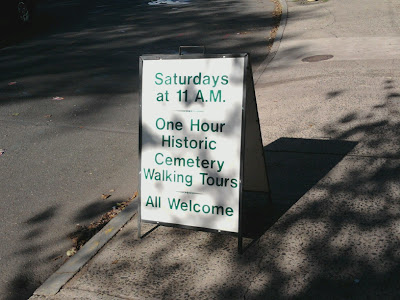 Saturdays
at 11 A.M.
One Hour
Historic
Cemetery
Walking Tours
All Welcome